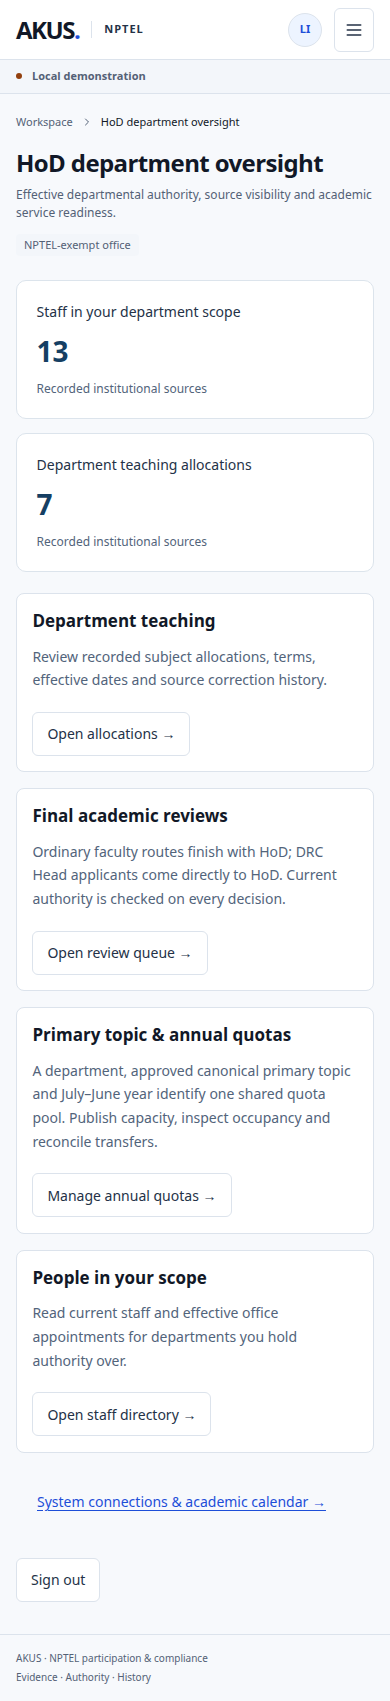 AKUS. NPTEL LI
Local demonstration
Workspace > HoD department oversight
HoD department oversight
Effective departmental authority, source visibility and academic
service readiness.
NPTEL-exempt office
Staff in your department scope
13
Recorded institutional sources
Department teaching allocations
7
Recorded institutional sources
Department teaching
Review recorded subject allocations, terms,
effective dates and source correction history.
Open allocations →
Final academic reviews
Ordinary faculty routes finish with HoD; DRC
Head applicants come directly to HoD. Current
authority is checked on every decision.
Open review queue →
Primary topic & annual quotas
A department, approved canonical primary topic
and July–June year identify one shared quota
pool. Publish capacity, inspect occupancy and
reconcile transfers.
Manage annual quotas →
People in your scope
Read current staff and effective office
appointments for departments you hold
authority over.
Open staff directory →
System connections & academic calendar →
Sign out
AKUS · NPTEL participation & compliance
Evidence · Authority · History